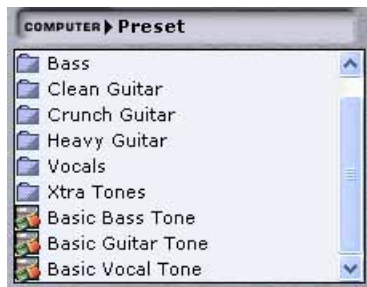 COMPUTER Preset
Bass
Clean Guitar
Crunch Guitar
Heavy Guitar
Vocals
Xtra Tones
Basic Bass Tone
Basic Guitar Tone
Basic Vocal Tone